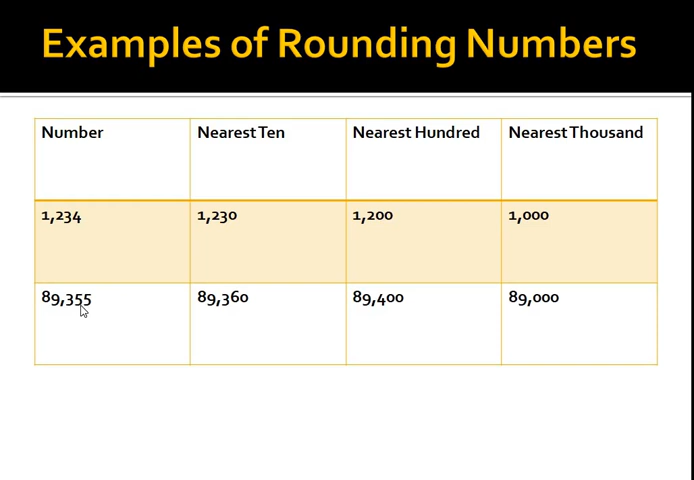 Examples of Rounding Numbers
Number Nearest Ten Nearest Hundred Nearest Thousand
1,234 1,230 1,200 1,000
89,355 89,360 89,400 89,000